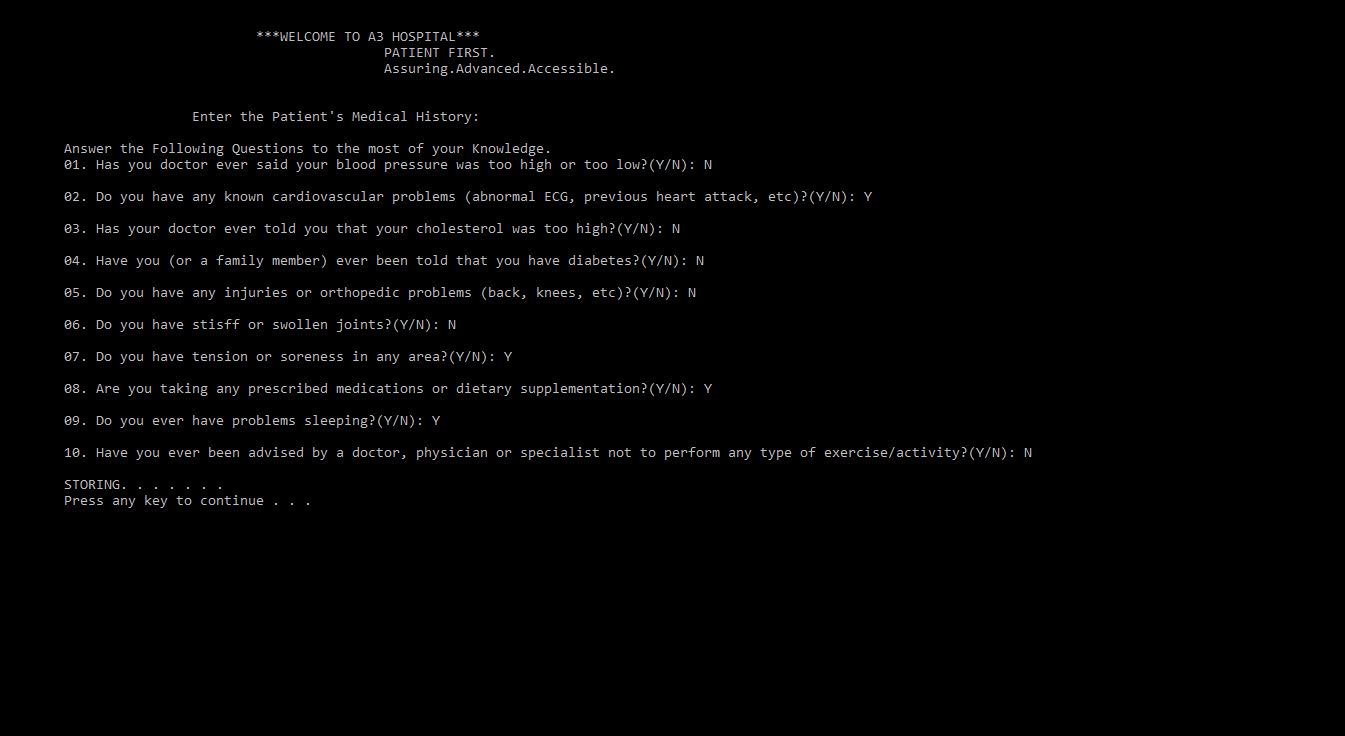 ***WELCOME TO A3 HOSPITAL***
PATIENT FIRST.
Assuring.Advanced.Accessible.
Enter the Patient's Medical History:
Answer the Following Questions to the most of your Knowledge.
01. Has you doctor ever said your blood pressure was too high or too low?(Y/N): N
02. Do you have any known cardiovascular problems (abnormal ECG, previous heart attack, etc)?(Y/N): Y
03. Has your doctor ever told you that your cholesterol was too high?(Y/N): N
04. Have you (or a family member) ever been told that you have diabetes?(Y/N): N
05. Do you have any injuries or orthopedic problems (back, knees, etc)?(Y/N): N
06. Do you have stisff or swollen joints?(Y/N): N
07. Do you have tension or soreness in any area?(Y/N): Y
08. Are you taking any prescribed medications or dietary supplementation?(Y/N): Y
09. Do you ever have problems sleeping?(Y/N): Y
10. Have you ever been advised by a doctor, physician or specialist not to perform any type of exercise/activity?(Y/N): N
STORING. . . . . . .
Press any key to continue . . .